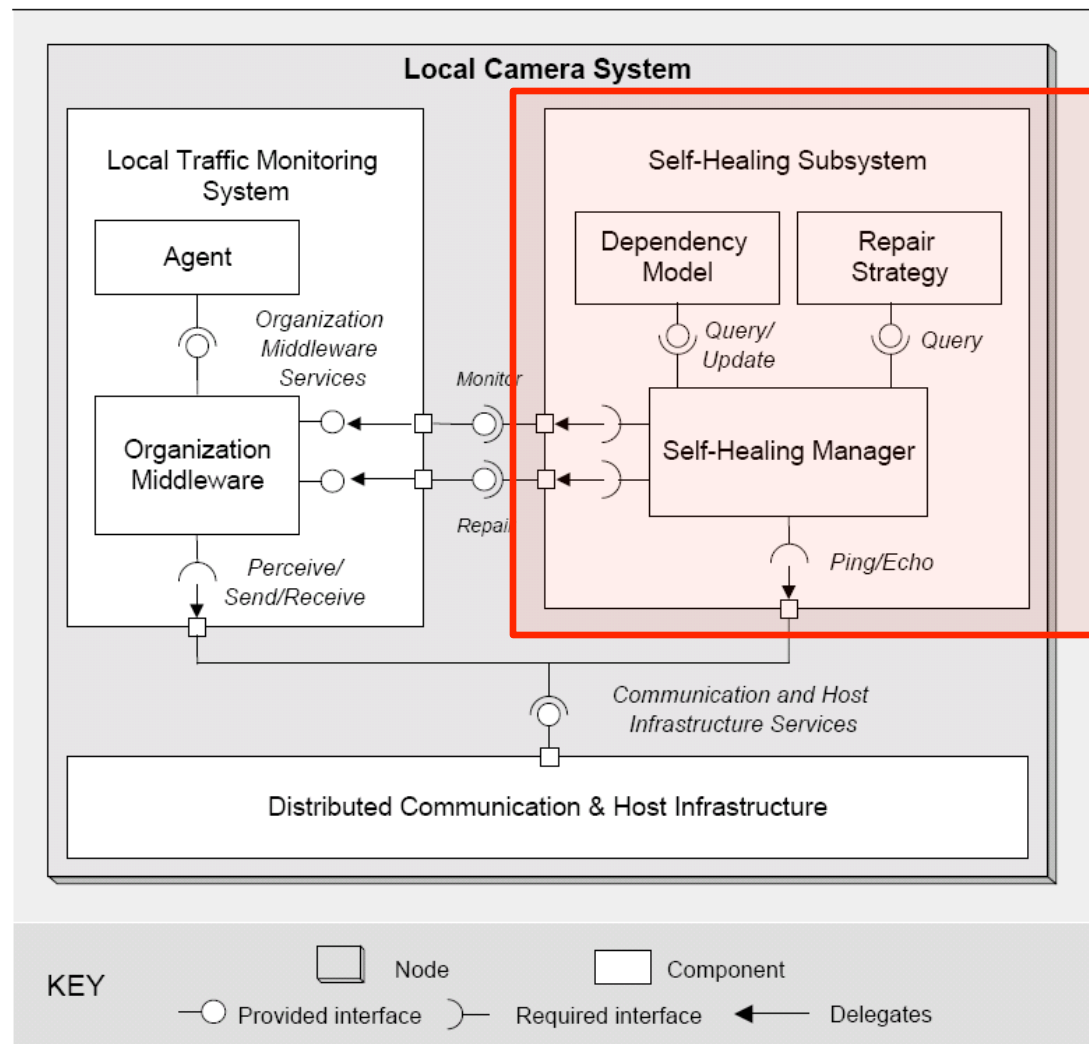 Local Camera System
Local Traffic Monitoring
System
Agent
Organization
Middleware
Services
Organization
Middleware
Perceive/
Send/Receive
Monitor
Repair
Self-Healing Subsystem
Dependency
Model
Repair
Strategy
Query/
Update
Query
Self-Healing Manager
Ping/Echo
Communication and Host
Infrastructure Services
Distributed Communication & Host Infrastructure
KEY
Node
Component
Provided interface
Required interface
Delegates